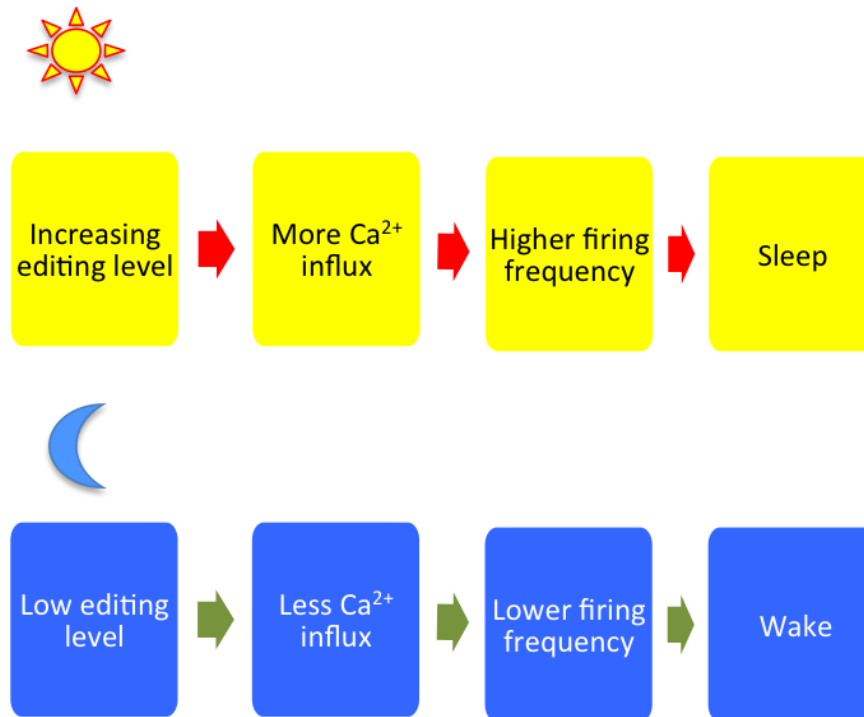 Increasing
editing level
More Ca²⁺
influx
Higher firing
frequency
Sleep
Low editing
level
Less Ca²⁺
influx
Lower firing
frequency
Wake